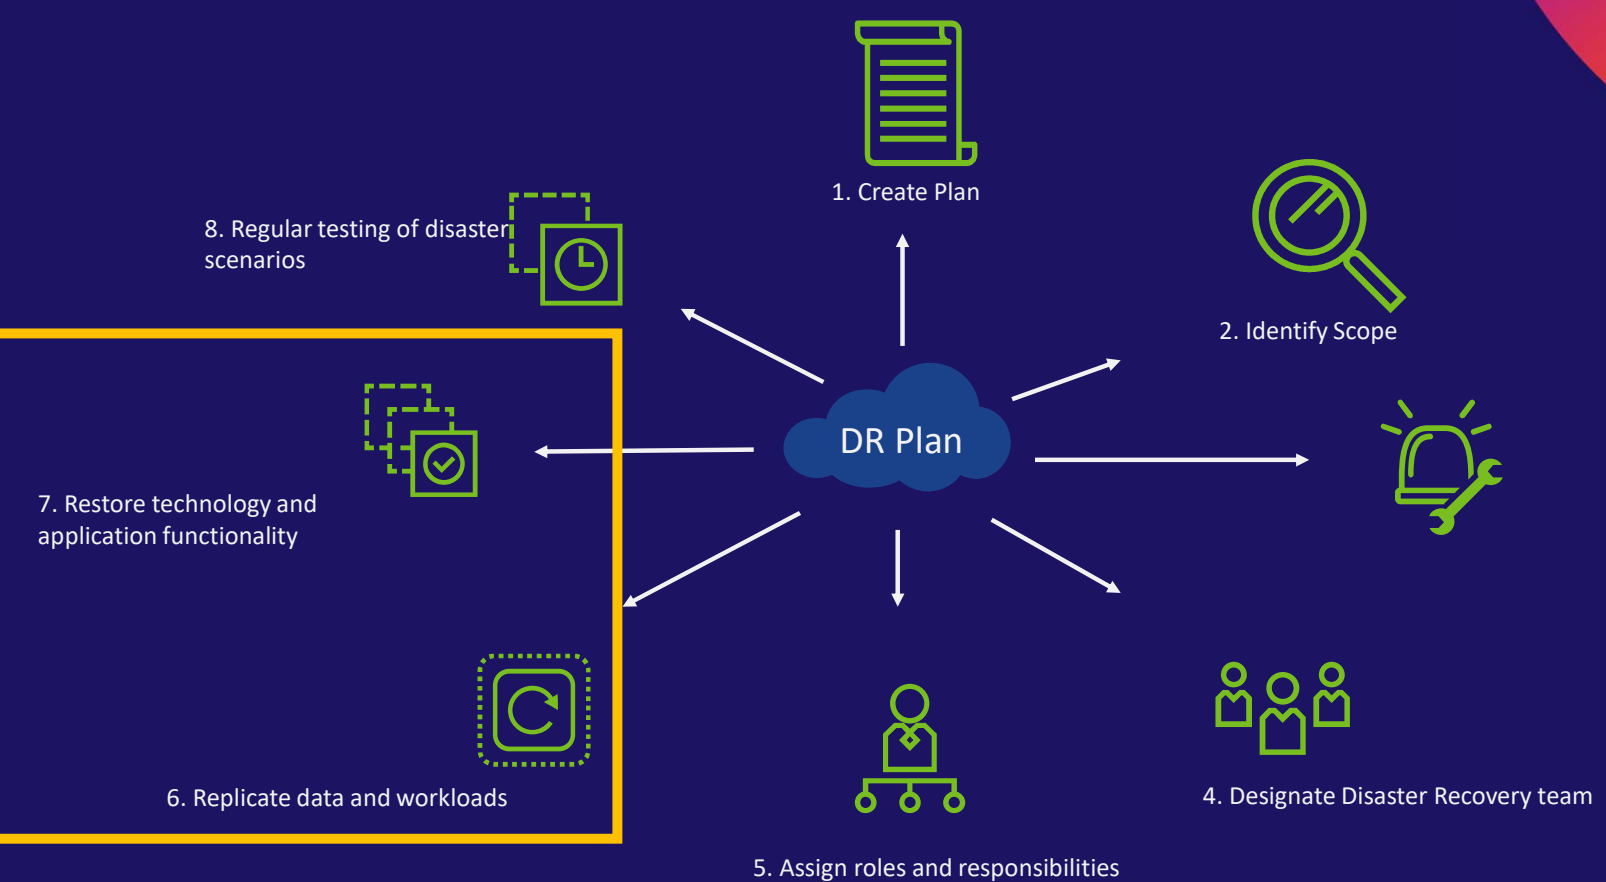 1. Create Plan
8. Regular testing of disaster
scenarios
2. Identify Scope
DR Plan
7. Restore technology and
application functionality
6. Replicate data and workloads
4. Designate Disaster Recovery team
5. Assign roles and responsibilities